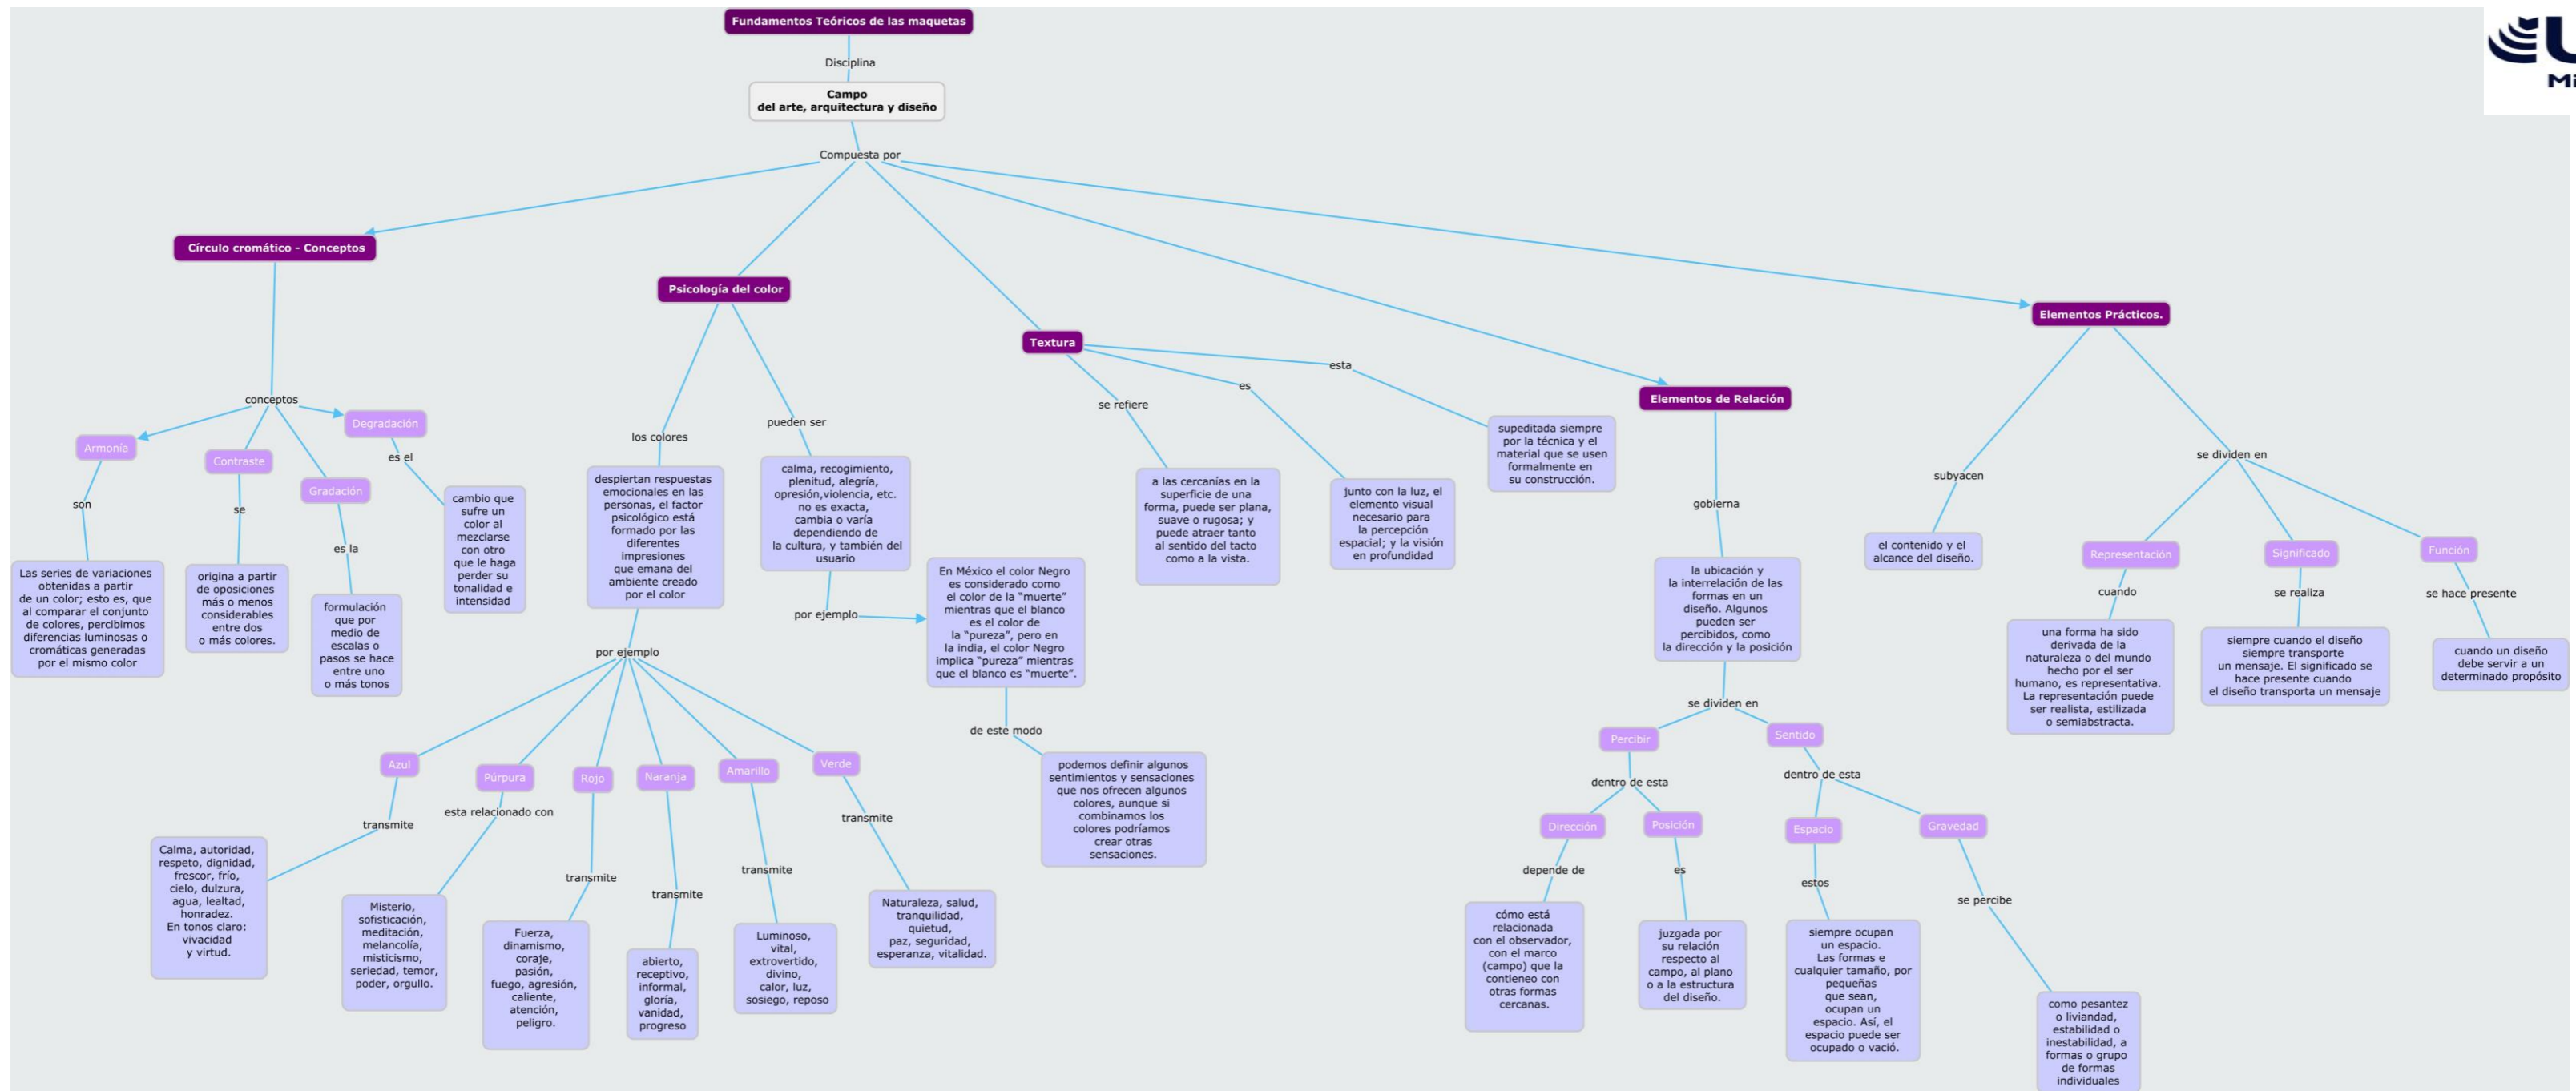 Fundamentos Teóricos de las maquetas
Disciplina
Campo
del arte, arquitectura y diseño
Compuesta por
Círculo cromático - Conceptos
conceptos
Armonía
son
Las series de variaciones
obtenidas a partir
de un color; esto es, que
al comparar el conjunto
de colores, percibimos
diferencias luminosas o
cromáticas generadas
por el mismo color
Contraste
se
origina a partir
de oposiciones
más o menos
considerables
entre dos
o más colores.
Gradación
es la
formulación
que por
medio de
escalas o
pasos se hace
entre uno
o más tonos
Degradación
es el
cambio que
sufre un
color al
mezclarse
con otro
que le haga
perder su
tonalidad e
intensidad
Psicología del color
los colores
despiertan respuestas
emocionales en las
personas, el factor
psicológico está
formado por las
diferentes
impresiones
que emana del
ambiente creado
por el color
por ejemplo
Azul
transmite
Calma, autoridad,
respeto, dignidad,
frescor, frío,
cielo, dulzura,
agua, lealtad,
honradez.
En tonos claro:
vivacidad
y virtud.
Púrpura
esta relacionado con
Misterio,
sofisticación,
meditación,
melancolía,
misticismo,
seriedad, temor,
poder, orgullo.
Rojo
transmite
Fuerza,
dinamismo,
coraje,
pasión,
fuego, agresión,
caliente,
atención,
peligro.
Naranja
transmite
abierto,
receptivo,
informal,
gloría,
vanidad,
progreso
Amarillo
transmite
Luminoso,
vital,
extrovertido,
divino,
calor, luz,
sosiego, reposo
Verde
transmite
Naturaleza, salud,
tranquilidad,
quietud,
paz, seguridad,
esperanza, vitalidad.
pueden ser
calma, recogimiento,
plenitud, alegría,
opresión,violencia, etc.
no es exacta,
cambia o varía
dependiendo de
la cultura, y también del
usuario
por ejemplo
En México el color Negro
es considerado como
el color de la “muerte”
mientras que el blanco
es el color de
la “pureza”, pero en
la india, el color Negro
implica “pureza” mientras
que el blanco es “muerte”.
de este modo
podemos definir algunos
sentimientos y sensaciones
que nos ofrecen algunos
colores, aunque si
combinamos los
colores podríamos
crear otras
sensaciones.
Textura
se refiere
a las cercanías en la
superficie de una
forma, puede ser plana,
suave o rugosa; y
puede atraer tanto
al sentido del tacto
como a la vista.
es
junto con la luz, el
elemento visual
necesario para
la percepción
espacial; y la visión
en profundidad
esta
supeditada siempre
por la técnica y el
material que se usen
formalmente en
su construcción.
Elementos de Relación
gobierna
la ubicación y
la interrelación de las
formas en un
diseño. Algunos
pueden ser
percibidos, como
la dirección y la posición
se dividen en
Percibir
dentro de esta
Dirección
depende de
cómo está
relacionada
con el observador,
con el marco
(campo) que la
contieneo con
otras formas
cercanas.
Posición
es
juzgada por
su relación
respecto al
campo, al plano
o a la estructura
del diseño.
Sentido
dentro de esta
Espacio
estos
siempre ocupan
un espacio.
Las formas e
cualquier tamaño, por
pequeñas
que sean,
ocupan un
espacio. Así, el
espacio puede ser
ocupado o vació.
Gravedad
se percibe
como pesantez
o liviandad,
estabilidad o
inestabilidad, a
formas o grupo
de formas
individuales
Elementos Prácticos.
subyacen
el contenido y el
alcance del diseño.
se dividen en
Representación
cuando
una forma ha sido
derivada de la
naturaleza o del mundo
hecho por el ser
humano, es representativa.
La representación puede
ser realista, estilizada
o semiabstracta.
Significado
se realiza
siempre cuando el diseño
siempre transporte
un mensaje. El significado se
hace presente cuando
el diseño transporta un mensaje
Función
se hace presente
cuando un diseño
debe servir a un
determinado propósito